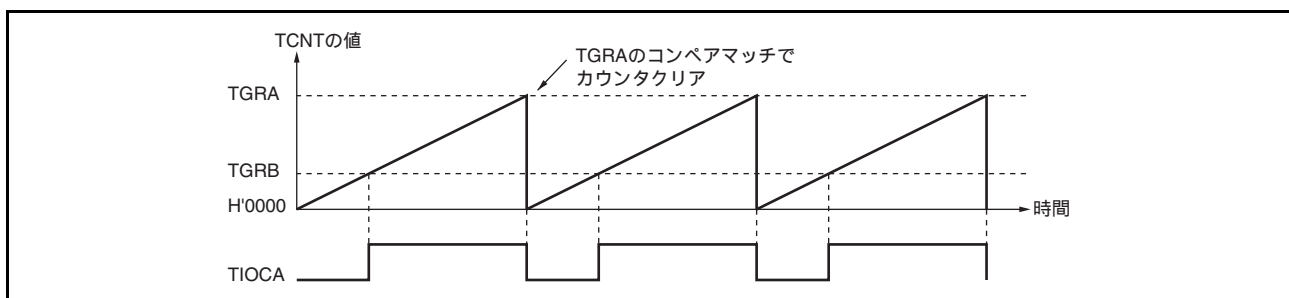 TCNTの値
TGRAのコンペアマッチで
カウンタクリア
TGRA
TGRB
H'0000
時間
TIOCA